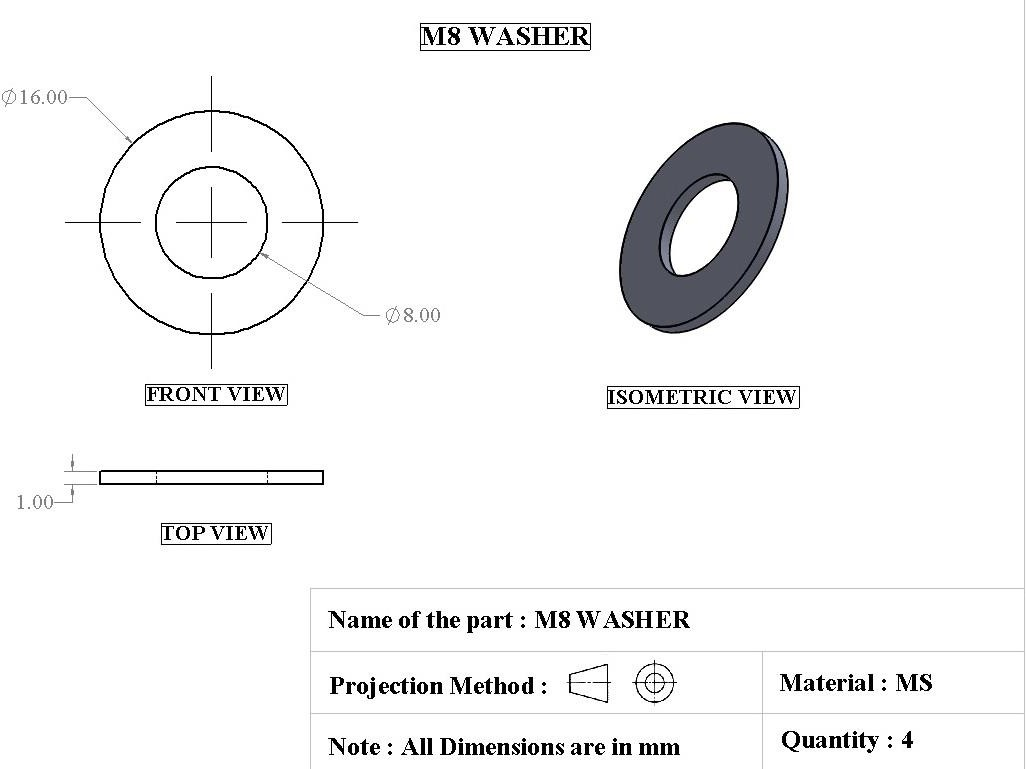 M8 WASHER
∅16.00
∅8.00
FRONT VIEW
ISOMETRIC VIEW
1.00
TOP VIEW
Name of the part : M8 WASHER
Projection Method :
Material : MS
Note : All Dimensions are in mm
Quantity : 4